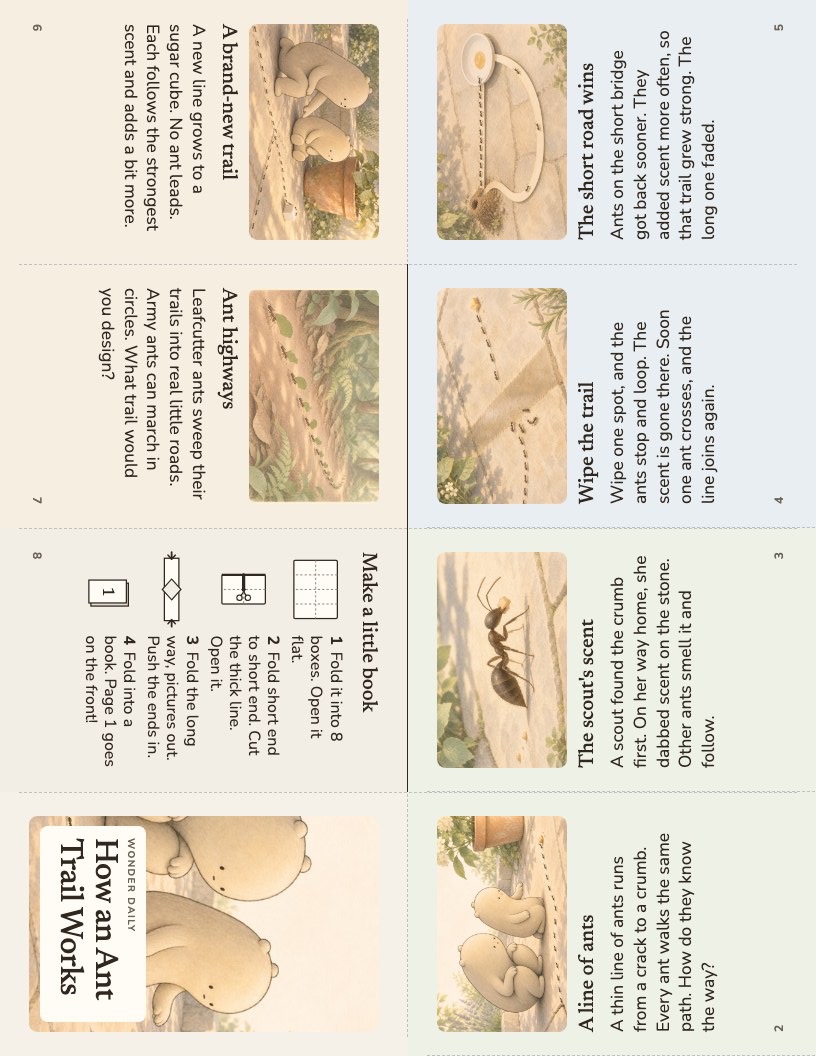 WONDER DAILY
How an Ant
Trail Works
A line of ants
A thin line of ants runs
from a crack to a crumb.
Every ant walks the same
path. How do they know
the way?
2
The scout's scent
A scout found the crumb
first. On her way home, she
dabbed scent on the stone.
Other ants smell it and
follow.
3
Wipe the trail
Wipe one spot, and the
ants stop and loop. The
scent is gone there. Soon
one ant crosses, and the
line joins again.
4
The short road wins
Ants on the short bridge
got back sooner. They
added scent more often, so
that trail grew strong. The
long one faded.
5
A brand-new trail
A new line grows to a
sugar cube. No ant leads.
Each follows the strongest
scent and adds a bit more.
6
Ant highways
Leafcutter ants sweep their
trails into real little roads.
Army ants can march in
circles. What trail would
you design?
7
Make a little book
1 Fold it into 8
boxes. Open it
flat.
2 Fold short end
to short end. Cut
the thick line.
Open it.
3 Fold the long
way, pictures out.
Push the ends in.
1
4 Fold into a
book. Page 1 goes
on the front!
8